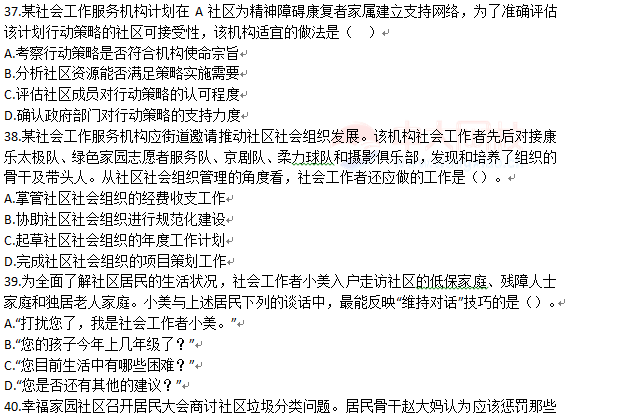 37.某社会工作服务机构计划在 A 社区为精神障碍康复者家属建立支持网络，为了准确评估
该计划行动策略的社区可接受性，该机构适宜的做法是（ ）
A.考察行动策略是否符合机构使命宗旨
B.分析社区资源能否满足策略实施需要
C.评估社区成员对行动策略的认可程度
D.确认政府部门对行动策略的支持力度
38.某社会工作服务机构应街道邀请推动社区社会组织发展。该机构社会工作者先后对接康
乐太极队、绿色家园志愿者服务队、京剧队、柔力球队和摄影俱乐部，发现和培养了组织的
骨干及带头人。从社区社会组织管理的角度看，社会工作者还应做的工作是（）。
A.掌管社区社会组织的经费收支工作
B.协助社区社会组织进行规范化建设
C.起草社区社会组织的年度工作计划
D.完成社区社会组织的项目策划工作
39.为全面了解社区居民的生活状况，社会工作者小美入户走访社区的低保家庭、残障人士
家庭和独居老人家庭。小美与上述居民下列的谈话中，最能反映“维持对话”技巧的是（）。
A.“打扰您了，我是社会工作者小美。”
B.“您的孩子今年上几年级了？”
C.“您目前生活中有哪些困难？”
D.“您是否还有其他的建议？”
40.幸福家园社区召开居民大会商讨社区垃圾分类问题。居民骨干赵大妈认为应该惩罚那些